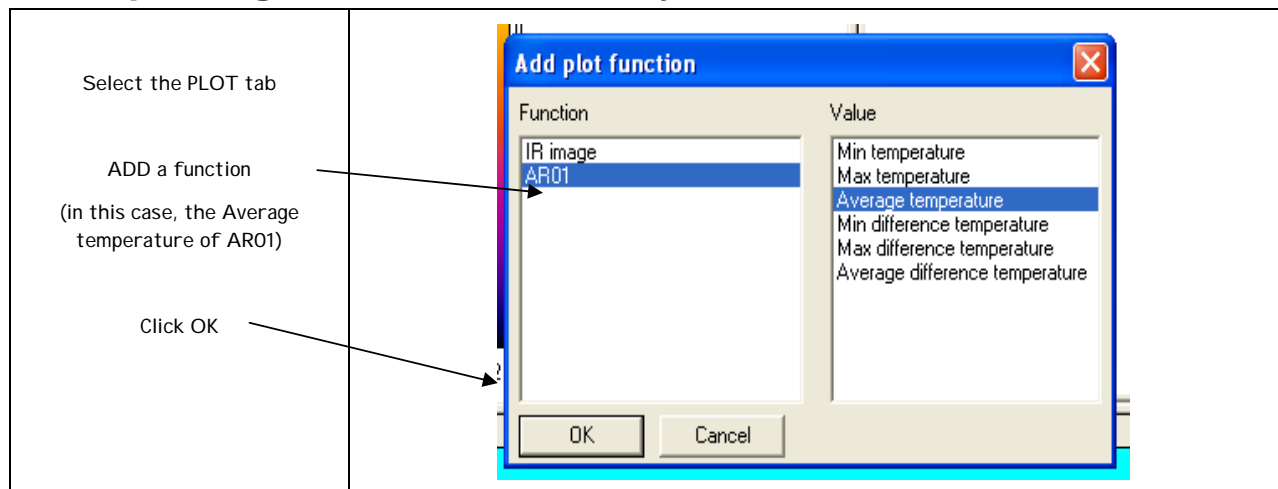 Select the PLOT tab
ADD a function
(in this case, the Average
temperature of AR01)
Click OK
Add plot function
Function
Value
IR image
AR01
Min temperature
Max temperature
Average temperature
Min difference temperature
Max difference temperature
Average difference temperature
OK
Cancel